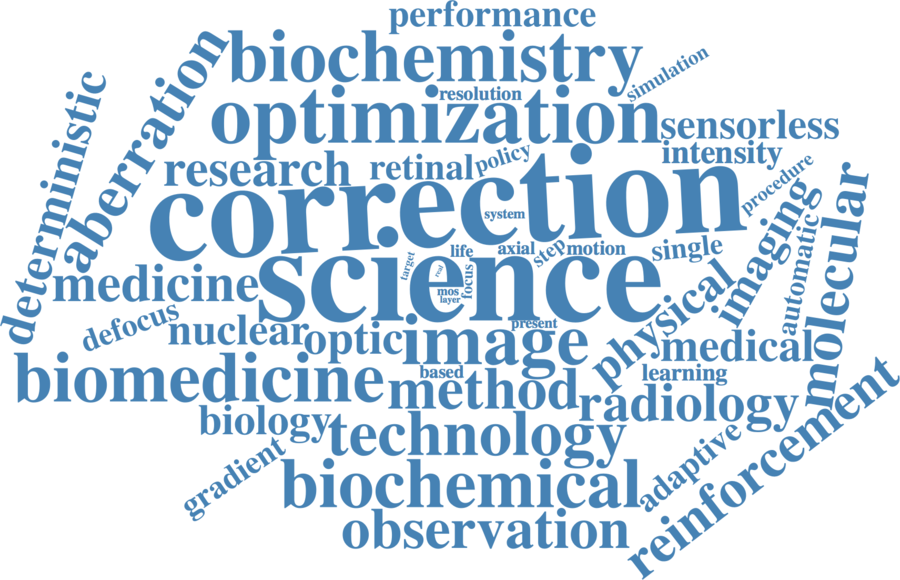 performance
biochemistry
simulation
resolution
optimization
sensorless
deterministic
aberration
research
retinal
policy
intensity
procedure
correction
system
molecular
imaging
automatic
life
axial
step
motion
single
target
real
focus
science
medicine
mos
layer
defocus
nuclear
optic
present
image
physical
medical
biomedicine
based
method
learning
radiology
biology
technology
gradient
biochemical
adaptive
reinforcement
observation